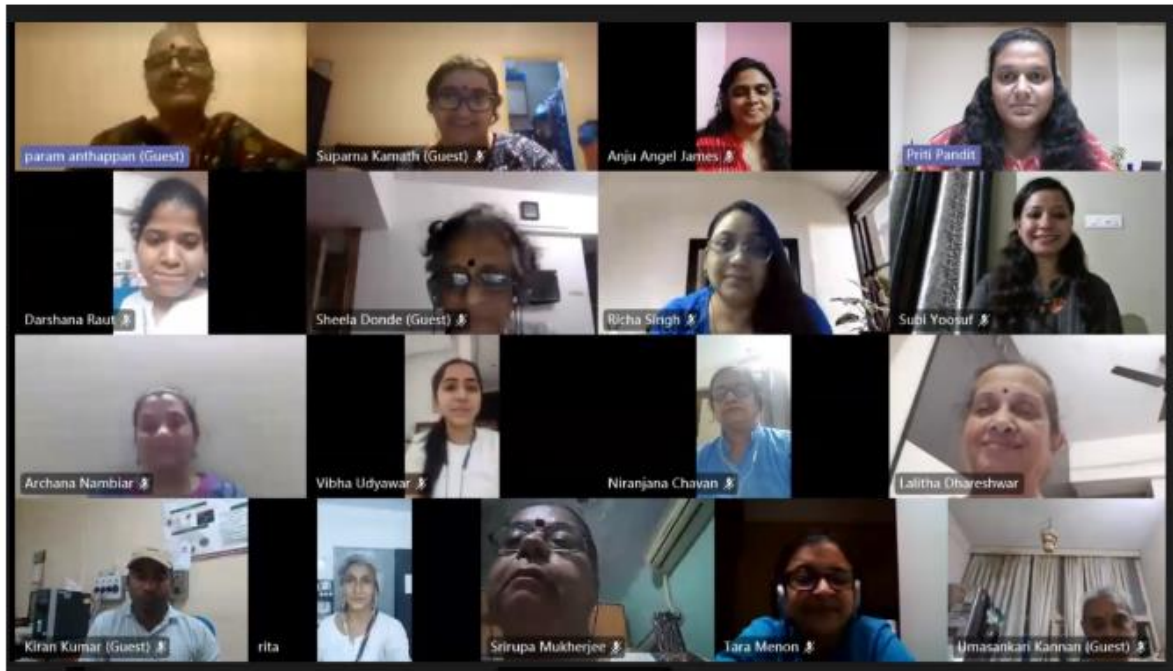 param anthappan (Guest)
Suparna Kamath (Guest)
Anju Angel James
Priti Pandit
Darshana Raut
Sheela Donde (Guest)
Richa Singh
Subi Yoosuf
Archana Nambiar
Vibha Udyawar
Niranjana Chavan
Lalitha Dhareshwar
Kiran Kumar (Guest)
rita
Srirupa Mukherjee
Tara Menon
Umasankari Kannan (Guest)